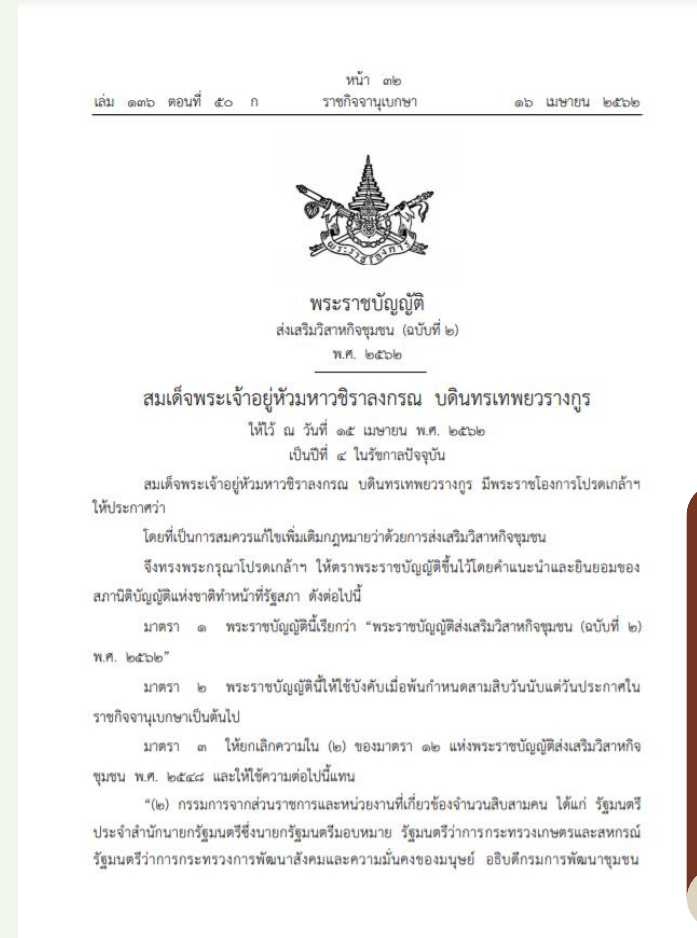 หน้า ๓๒
เล่ม ๑๓๖ ตอนที่ ๕๐ ก ราชกิจจานุเบกษา ๑๖ เมษายน ๒๕๖๒
พระราชโองการ
พระราชบัญญัติ
ส่งเสริมวิสาหกิจชุมชน (ฉบับที่ ๒)
พ.ศ. ๒๕๖๒
สมเด็จพระเจ้าอยู่หัวมหาวชิราลงกรณ บดินทรเทพยวรางกูร
ให้ไว้ ณ วันที่ ๑๕ เมษายน พ.ศ. ๒๕๖๒
เป็นปีที่ ๔ ในรัชกาลปัจจุบัน
สมเด็จพระเจ้าอยู่หัวมหาวชิราลงกรณ บดินทรเทพยวรางกูร มีพระราชโองการโปรดเกล้าฯ
ให้ประกาศว่า
โดยที่เป็นการสมควรแก้ไขเพิ่มเติมกฎหมายว่าด้วยการส่งเสริมวิสาหกิจชุมชน
จึงทรงพระกรุณาโปรดเกล้าฯ ให้ตราพระราชบัญญัติขึ้นไว้โดยคำแนะนำและยินยอมของ
สภานิติบัญญัติแห่งชาติทำหน้าที่รัฐสภา ดังต่อไปนี้
มาตรา ๑ พระราชบัญญัตินี้เรียกว่า “พระราชบัญญัติส่งเสริมวิสาหกิจชุมชน (ฉบับที่ ๒)
พ.ศ. ๒๕๖๒”
มาตรา ๒ พระราชบัญญัตินี้ให้ใช้บังคับเมื่อพ้นกำหนดสามสิบวันนับแต่วันประกาศใน
ราชกิจจานุเบกษาเป็นต้นไป
มาตรา ๓ ให้ยกเลิกความใน (๒) ของมาตรา ๑๒ แห่งพระราชบัญญัติส่งเสริมวิสาหกิจ
ชุมชน พ.ศ. ๒๕๔๘ และให้ใช้ความต่อไปนี้แทน
“(๒) กรรมการจากส่วนราชการและหน่วยงานที่เกี่ยวข้องจำนวนสิบสามคน ได้แก่ รัฐมนตรี
ประจำสำนักนายกรัฐมนตรีซึ่งนายกรัฐมนตรีมอบหมาย รัฐมนตรีว่าการกระทรวงเกษตรและสหกรณ์
รัฐมนตรีว่าการกระทรวงการพัฒนาสังคมและความมั่นคงของมนุษย์ อธิบดีกรมการพัฒนาชุมชน